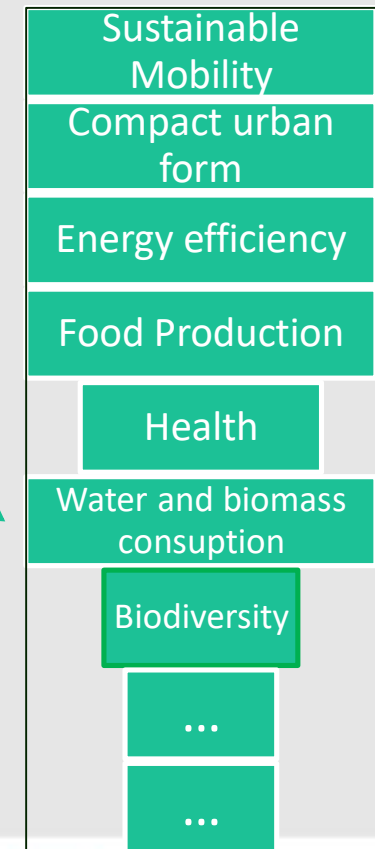 Sustainable
Mobility
Compact urban
form
Energy efficiency
Food Production
Health
Water and biomass
consuption
Biodiversity
...
...